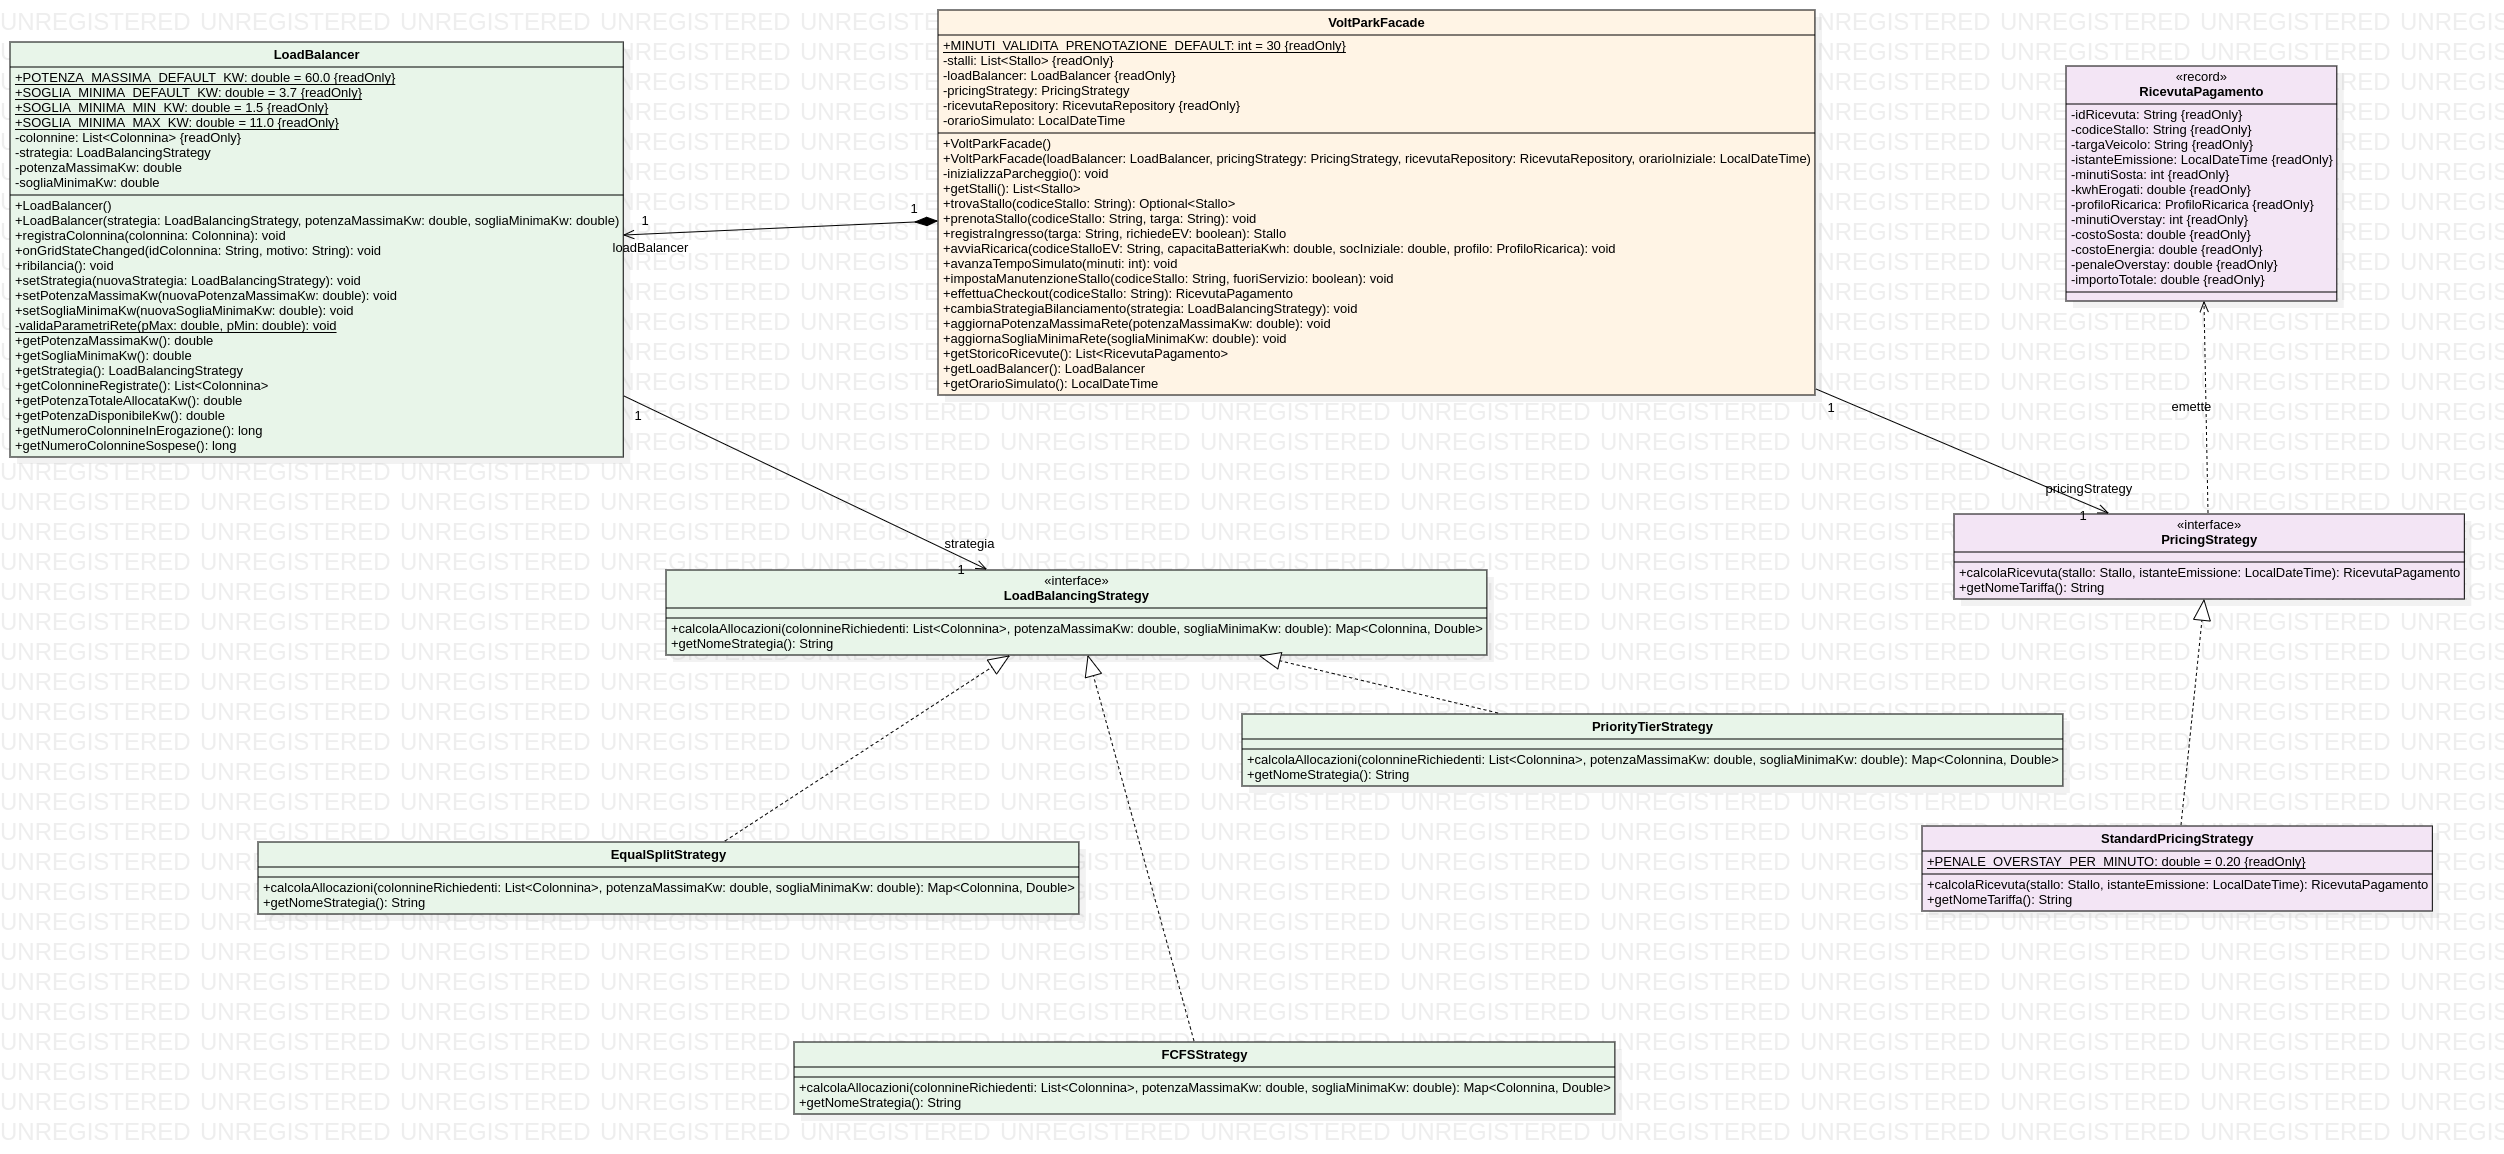 LoadBalancer
+POTENZA_MASSIMA_DEFAULT_KW: double = 60.0 {readOnly}
+SOGLIA_MINIMA_DEFAULT_KW: double = 3.7 {readOnly}
+SOGLIA_MINIMA_MIN_KW: double = 1.5 {readOnly}
+SOGLIA_MINIMA_MAX_KW: double = 11.0 {readOnly}
-colonnine: List<Colonnina> {readOnly}
-strategia: LoadBalancingStrategy
-potenzaMassimaKw: double
-sogliaMinimaKw: double
+LoadBalancer()
+LoadBalancer(strategia: LoadBalancingStrategy, potenzaMassimaKw: double, sogliaMinimaKw: double)
+registraColonnina(colonnina: Colonnina): void
+onGridStateChanged(idColonnina: String, motivo: String): void
+ribilancia(): void
+setStrategia(nuovaStrategia: LoadBalancingStrategy): void
+setPotenzaMassimaKw(nuovaPotenzaMassimaKw: double): void
+setSogliaMinimaKw(nuovaSogliaMinimaKw: double): void
-validaParametriRete(pMax: double, pMin: double): void
+getPotenzaMassimaKw(): double
+getSogliaMinimaKw(): double
+getStrategia(): LoadBalancingStrategy
+getColonnineRegistrate(): List<Colonnina>
+getPotenzaTotaleAllocataKw(): double
+getPotenzaDisponibileKw(): double
+getNumeroColonnineInErogazione(): long
+getNumeroColonnineSospese(): long
VoltParkFacade
+MINUTI_VALIDITA_PRENOTAZIONE_DEFAULT: int = 30 {readOnly}
-stalli: List<Stallo> {readOnly}
-loadBalancer: LoadBalancer {readOnly}
-pricingStrategy: PricingStrategy
-ricevutaRepository: RicevutaRepository {readOnly}
-orarioSimulato: LocalDateTime
+VoltParkFacade()
+VoltParkFacade(loadBalancer: LoadBalancer, pricingStrategy: PricingStrategy, ricevutaRepository: RicevutaRepository, orarioIniziale: LocalDateTime)
-inizializzaParcheggio(): void
+getStalli(): List<Stallo>
+trovaStallo(codiceStallo: String): Optional<Stallo>
+prenotaStallo(codiceStallo: String, targa: String): void
+registraIngresso(targa: String, richiedeEV: boolean): Stallo
+avviaRicarica(codiceStalloEV: String, capacitaBatteriaKwh: double, socIniziale: double, profilo: ProfiloRicarica): void
+avanzaTempoSimulato(minuti: int): void
+impostaManutenzioneStallo(codiceStallo: String, fuoriServizio: boolean): void
+effettuaCheckout(codiceStallo: String): RicevutaPagamento
+cambiaStrategiaBilanciamento(strategia: LoadBalancingStrategy): void
+aggiornaPotenzaMassimaRete(potenzaMassimaKw: double): void
+aggiornaSogliaMinimaRete(sogliaMinimaKw: double): void
+getStoricoRicevute(): List<RicevutaPagamento>
+getLoadBalancer(): LoadBalancer
+getOrarioSimulato(): LocalDateTime
«record»
RicevutaPagamento
-idRicevuta: String {readOnly}
-codiceStallo: String {readOnly}
-targaVeicolo: String {readOnly}
-istanteEmissione: LocalDateTime {readOnly}
-minutiSosta: int {readOnly}
-kwhErogati: double {readOnly}
-profiloRicarica: ProfiloRicarica {readOnly}
-minutiOverstay: int {readOnly}
-costoSosta: double {readOnly}
-costoEnergia: double {readOnly}
-penaleOverstay: double {readOnly}
-importoTotale: double {readOnly}
1
1
loadBalancer
1
strategia
1
1
pricingStrategy
1
emette
«interface»
PricingStrategy
+calcolaRicevuta(stallo: Stallo, istanteEmissione: LocalDateTime): RicevutaPagamento
+getNomeTariffa(): String
«interface»
LoadBalancingStrategy
+calcolaAllocazioni(colonnineRichiedenti: List<Colonnina>, potenzaMassimaKw: double, sogliaMinimaKw: double): Map<Colonnina, Double>
+getNomeStrategia(): String
PriorityTierStrategy
+calcolaAllocazioni(colonnineRichiedenti: List<Colonnina>, potenzaMassimaKw: double, sogliaMinimaKw: double): Map<Colonnina, Double>
+getNomeStrategia(): String
EqualSplitStrategy
+calcolaAllocazioni(colonnineRichiedenti: List<Colonnina>, potenzaMassimaKw: double, sogliaMinimaKw: double): Map<Colonnina, Double>
+getNomeStrategia(): String
StandardPricingStrategy
+PENALE_OVERSTAY_PER_MINUTO: double = 0.20 {readOnly}
+calcolaRicevuta(stallo: Stallo, istanteEmissione: LocalDateTime): RicevutaPagamento
+getNomeTariffa(): String
FCFSStrategy
+calcolaAllocazioni(colonnineRichiedenti: List<Colonnina>, potenzaMassimaKw: double, sogliaMinimaKw: double): Map<Colonnina, Double>
+getNomeStrategia(): String
UNREGISTERED